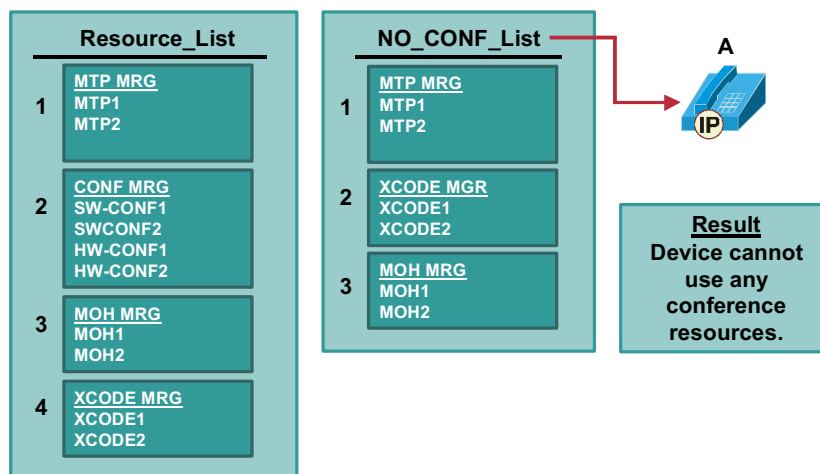 Resource_List
1
MTP MRG
MTP1
MTP2
2
CONF MRG
SW-CONF1
SWCONF2
HW-CONF1
HW-CONF2
3
MOH MRG
MOH1
MOH2
4
XCODE MRG
XCODE1
XCODE2
NO_CONF_List
1
MTP MRG
MTP1
MTP2
2
XCODE MGR
XCODE1
XCODE2
3
MOH MRG
MOH1
MOH2
A
IP
Result
Device cannot
use any
conference
resources.